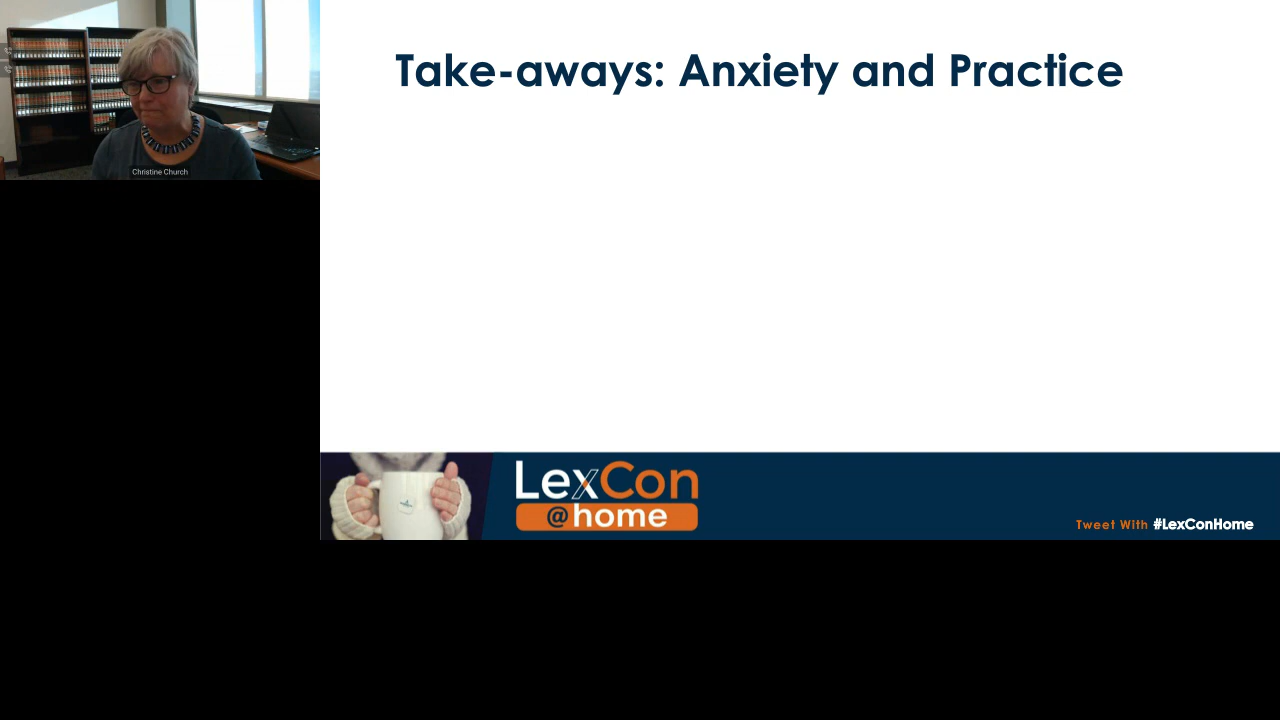 Christine Church
Take-aways: Anxiety and Practice
LexCon
@home
Tweet With #LexConHome